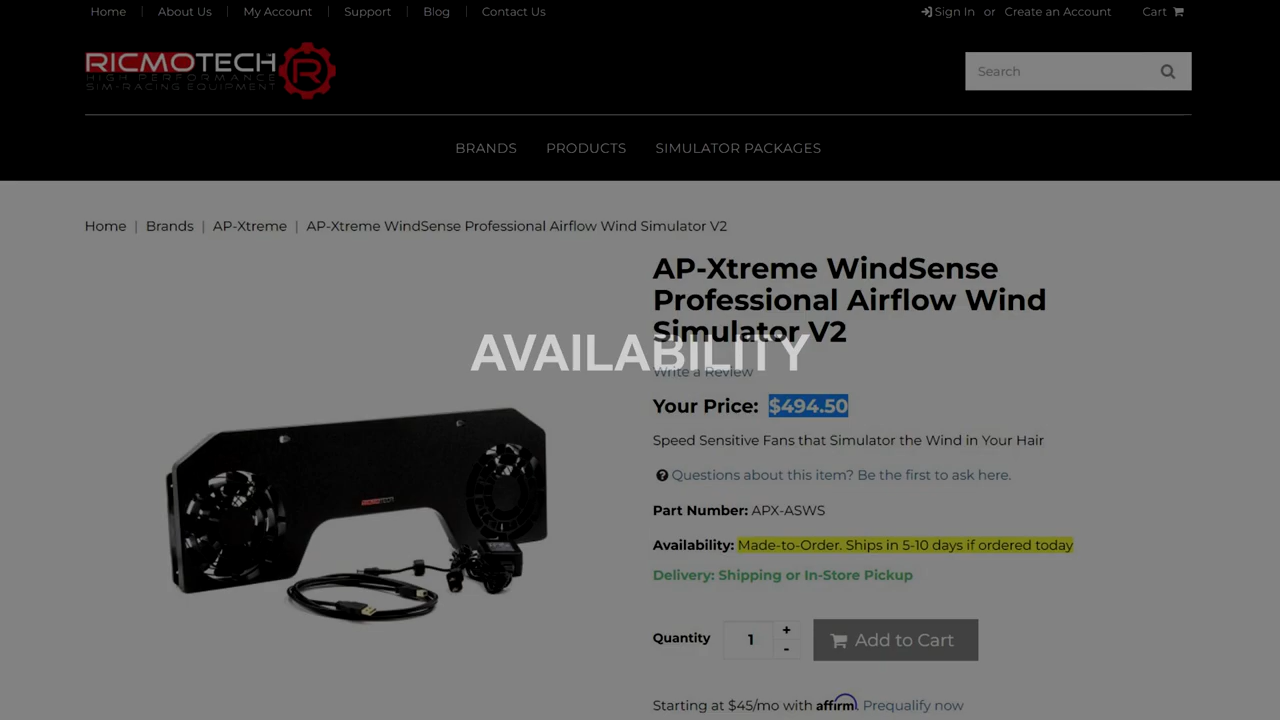 Home About Us My Account Support Blog Contact Us Sign In or Create an Account Cart
RICMOTECH
HIGH PERFORMANCE
SIM-RACING EQUIPMENT
R
Search
BRANDS PRODUCTS SIMULATOR PACKAGES
Home | Brands | AP-Xtreme | AP-Xtreme WindSense Professional Airflow Wind Simulator V2
AP-Xtreme WindSense
Professional Airflow Wind
Simulator V2
AVAILABILITY
Write a Review
Your Price: $494.50
Speed Sensitive Fans that Simulator the Wind in Your Hair
Questions about this item? Be the first to ask here.
Part Number: APX-ASWS
Availability: Made-to-Order. Ships in 5-10 days if ordered today
Delivery: Shipping or In-Store Pickup
Quantity 1 + - Add to Cart
Starting at $45/mo with affirm. Prequalify now
RICMOTECH